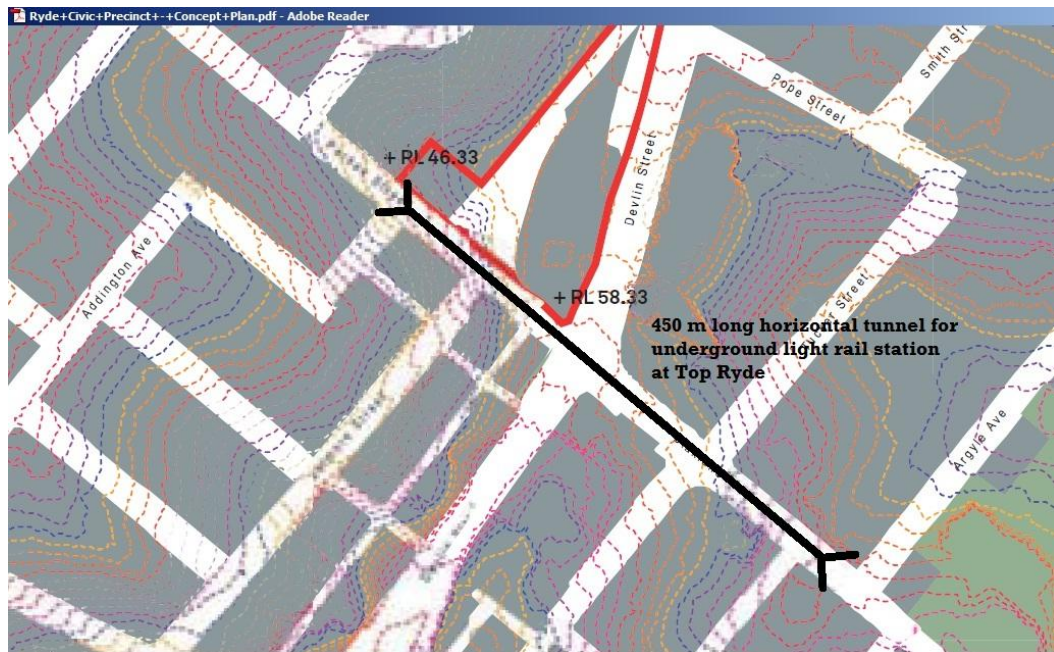 Ryde+Civic+Precinct+-+Concept+Plan.pdf - Adobe Reader
Smith
Pope Street
+ RL 46.33
Devlin Street
Addington Ave
+ RL 58.33
450 m long horizontal tunnel for
underground light rail station
at Top Ryde
Street
Argyle Ave